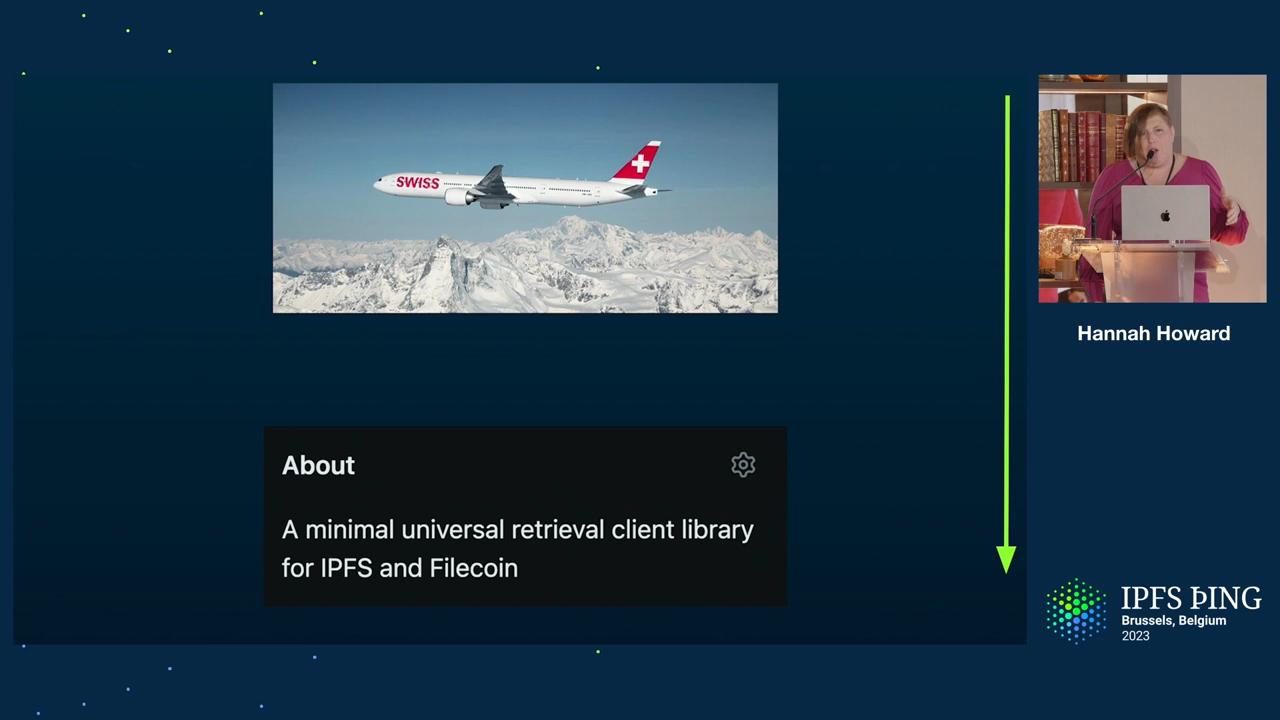 SWISS
About
A minimal universal retrieval client library
for IPFS and Filecoin
Hannah Howard
IPFS ÞING
Brussels, Belgium
2023